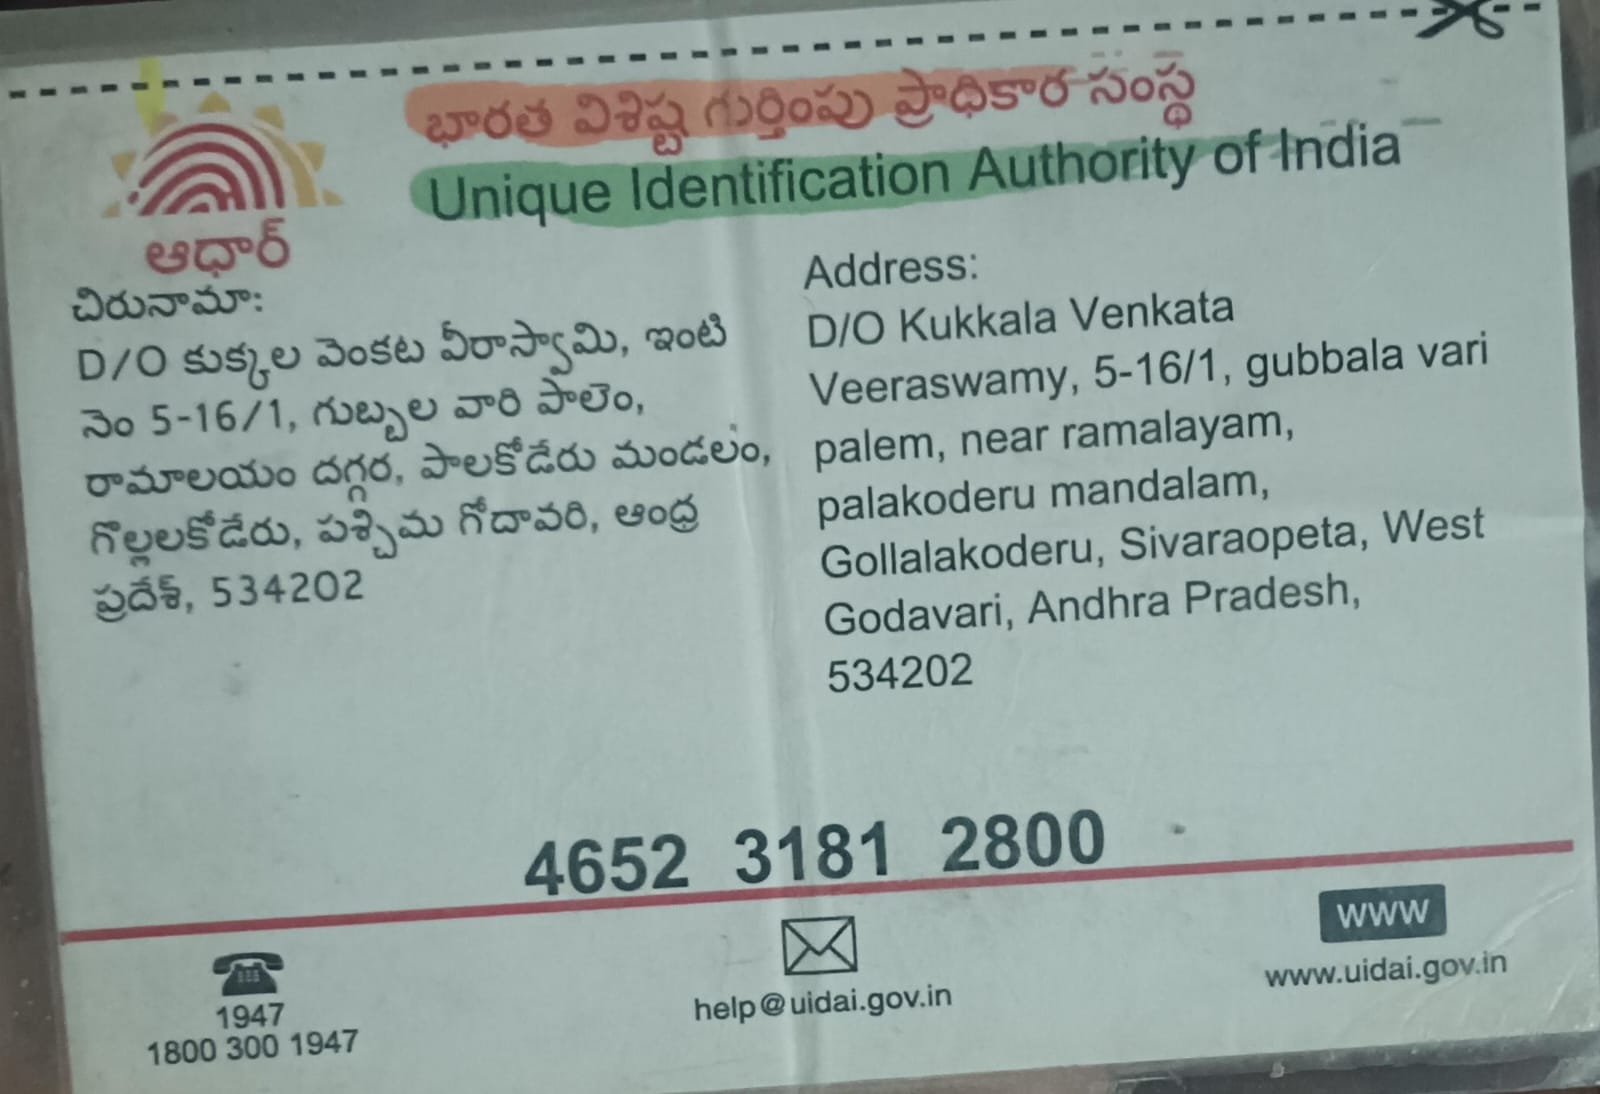 భారత విశిష్ట గుర్తింపు ప్రాధికార సంస్థ
Unique Identification Authority of India
ఆధార్
చిరునామా:
D/O కుక్కల వెంకట వీరాస్వామి, ఇంటి
నెం 5-16/1, గుబ్బల వారి పాలెం,
రామాలయం దగ్గర, పాలకోడేరు మండలం,
గొల్లలకోడేరు, పశ్చిమ గోదావరి, ఆంధ్ర
ప్రదేశ్, 534202
Address:
D/O Kukkala Venkata
Veeraswamy, 5-16/1, gubbala vari
palem, near ramalayam,
palakoderu mandalam,
Gollalakoderu, Sivaraopeta, West
Godavari, Andhra Pradesh,
534202
4652 3181 2800
1947
1800 300 1947
help@uidai.gov.in
www
www.uidai.gov.in